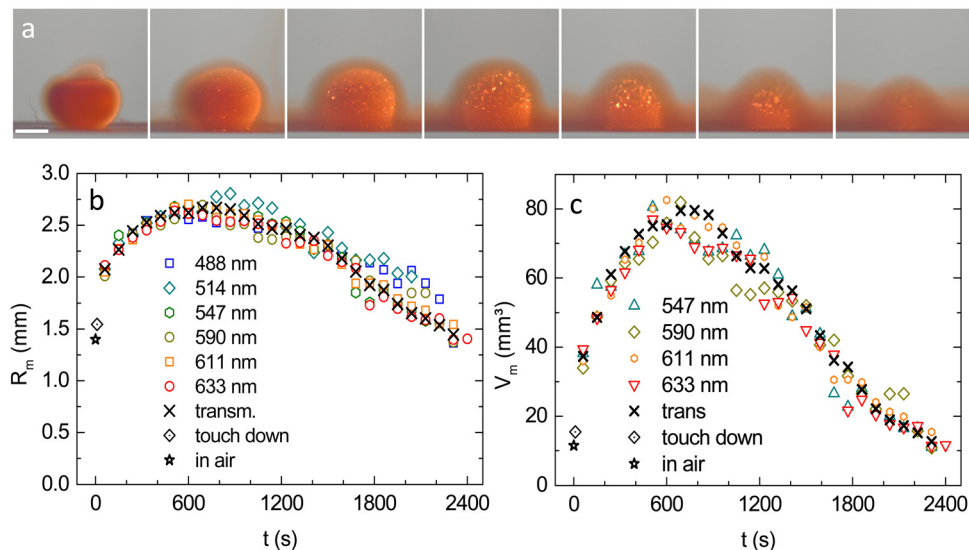 a
b
3.0
2.5
2.0
1.5
1.0
0.5
0.0
R_m (mm)
488 nm
514 nm
547 nm
590 nm
611 nm
633 nm
transm.
touch down
in air
0
600
1200
1800
2400
t (s)
c
80
60
40
20
0
V_m (mm³)
547 nm
590 nm
611 nm
633 nm
trans
touch down
in air
0
600
1200
1800
2400
t (s)